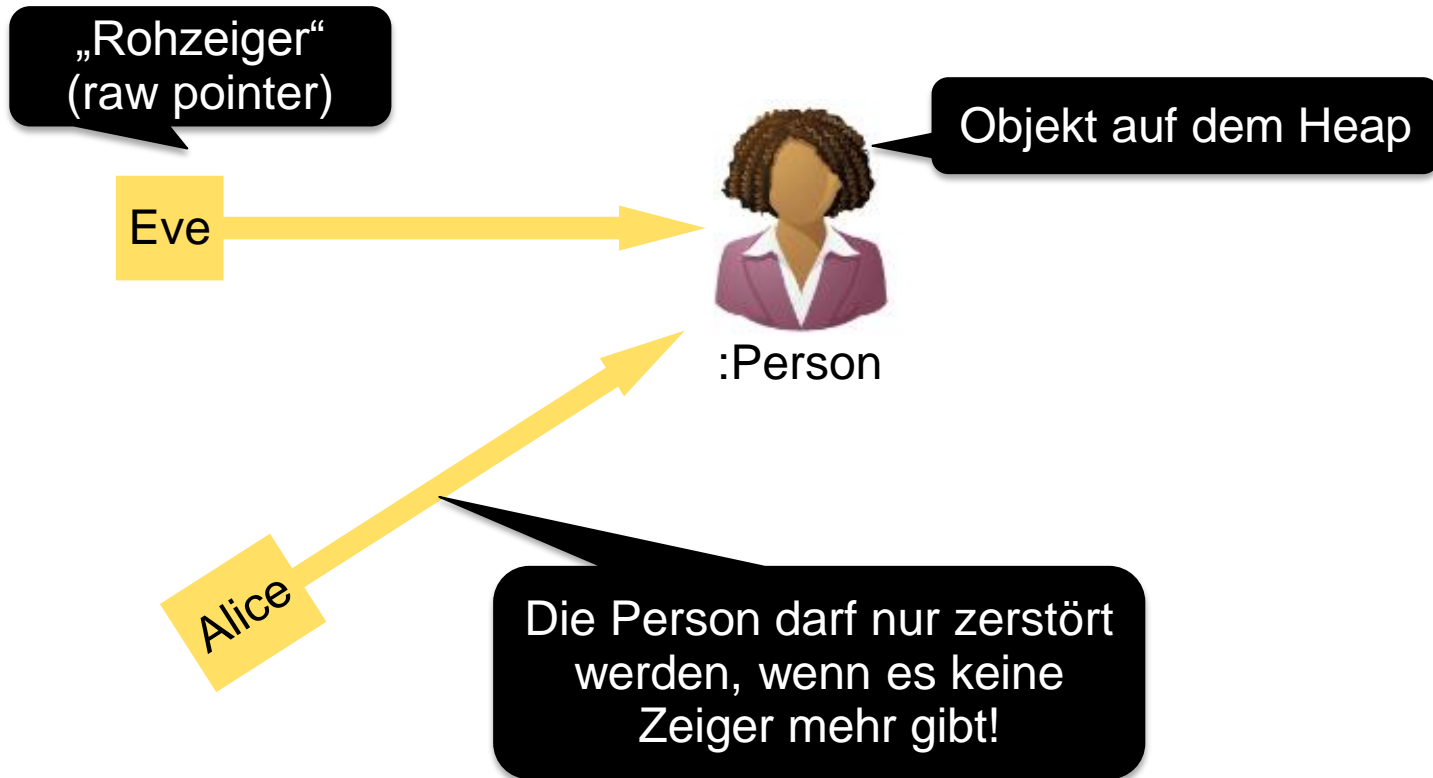 „Rohzeiger“
(raw pointer)
Objekt auf dem Heap
Eve
:Person
Alice
Die Person darf nur zerstört
werden, wenn es keine
Zeiger mehr gibt!